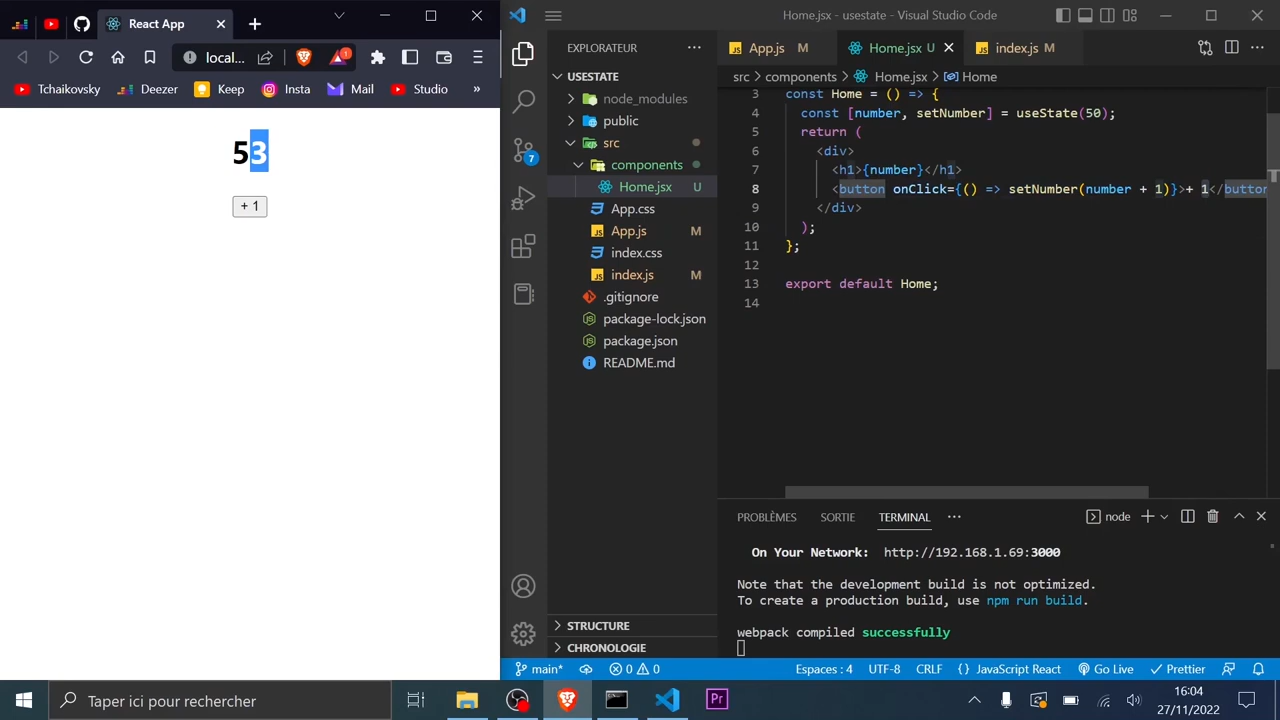 React App
local...
1
Tchaikovsky
Deezer
Keep
Insta
Mail
Studio
»
53
+ 1
Home.jsx - usestate - Visual Studio Code
EXPLORATEUR
USESTATE
node_modules
public
src
components
Home.jsx U
App.css
App.js M
index.css
index.js M
.gitignore
package-lock.json
package.json
README.md
STRUCTURE
CHRONOLOGIE
7
App.js M
Home.jsx U
index.js M
src > components > Home.jsx > Home
3 const Home = () => {
4 const [number, setNumber] = useState(50);
5 return (
6 <div>
7 <h1>{number}</h1>
8 <button onClick={() => setNumber(number + 1)}>+ 1</button
9 </div>
10 );
11 };
12
13 export default Home;
14
PROBLÈMES SORTIE TERMINAL ... node
On Your Network: http://192.168.1.69:3000
Note that the development build is not optimized.
To create a production build, use npm run build.
webpack compiled successfully
main* 0 0 Espaces : 4 UTF-8 CRLF {} JavaScript React Go Live Prettier
Taper ici pour rechercher
Pr
16:04
27/11/2022